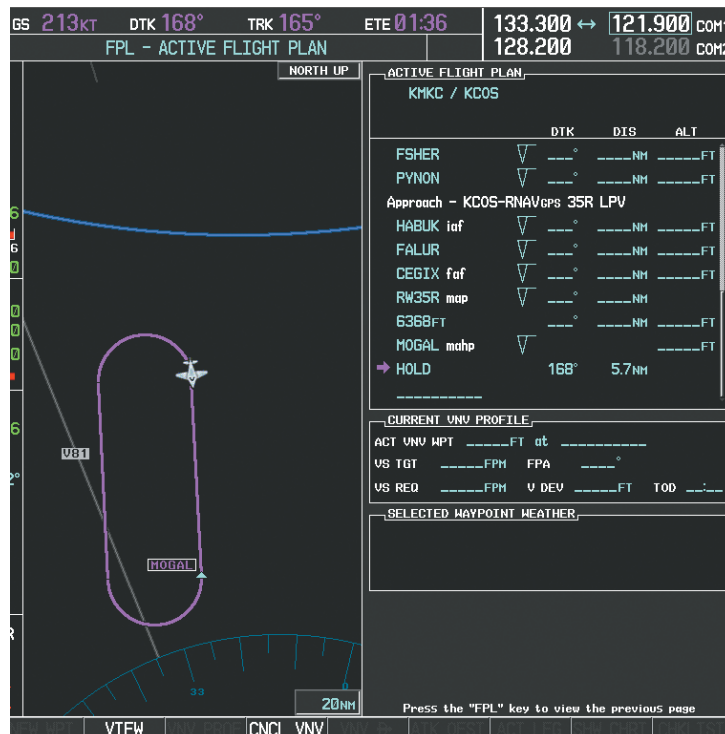 GS 213KT DTK 168° TRK 165° ETE 01:36 133.300 ↔ 121.900 COM1
FPL - ACTIVE FLIGHT PLAN 128.200 118.200 COM2
NORTH UP
ACTIVE FLIGHT PLAN
KMKC / KCOS
DTK DIS ALT
FSHER ___° ____NM _____FT
PYNON ___° ____NM _____FT
Approach - KCOS-RNAVGPS 35R LPV
HABUK iaf ___° ____NM _____FT
FALUR ___° ____NM _____FT
CEGIX faf ___° ____NM _____FT
RW35R map ___° ____NM
6368FT ___° ____NM _____FT
MOGAL mahp _____FT
HOLD 168° 5.7NM
__________
V81
MOGAL
33
0
20NM
CURRENT VNV PROFILE
ACT VNV WPT _____FT at __________
VS TGT _____FPM FPA ____°
VS REQ _____FPM V DEV _____FT TOD __:__
SELECTED WAYPOINT WEATHER
Press the "FPL" key to view the previous page
VIEW CNCL VNV